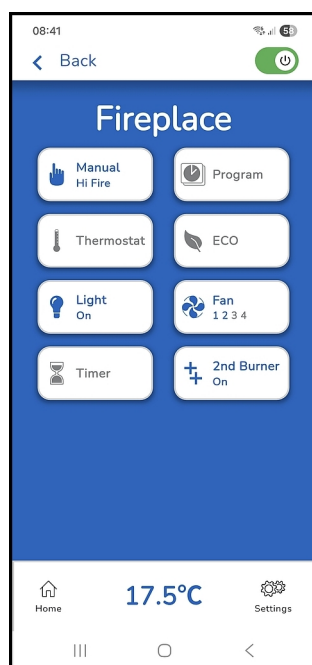 08:41
58
Back
Fireplace
Manual
Hi Fire
Program
Thermostat
ECO
Light
On
Fan
1 2 3 4
Timer
2nd Burner
On
Home
17.5°C
Settings